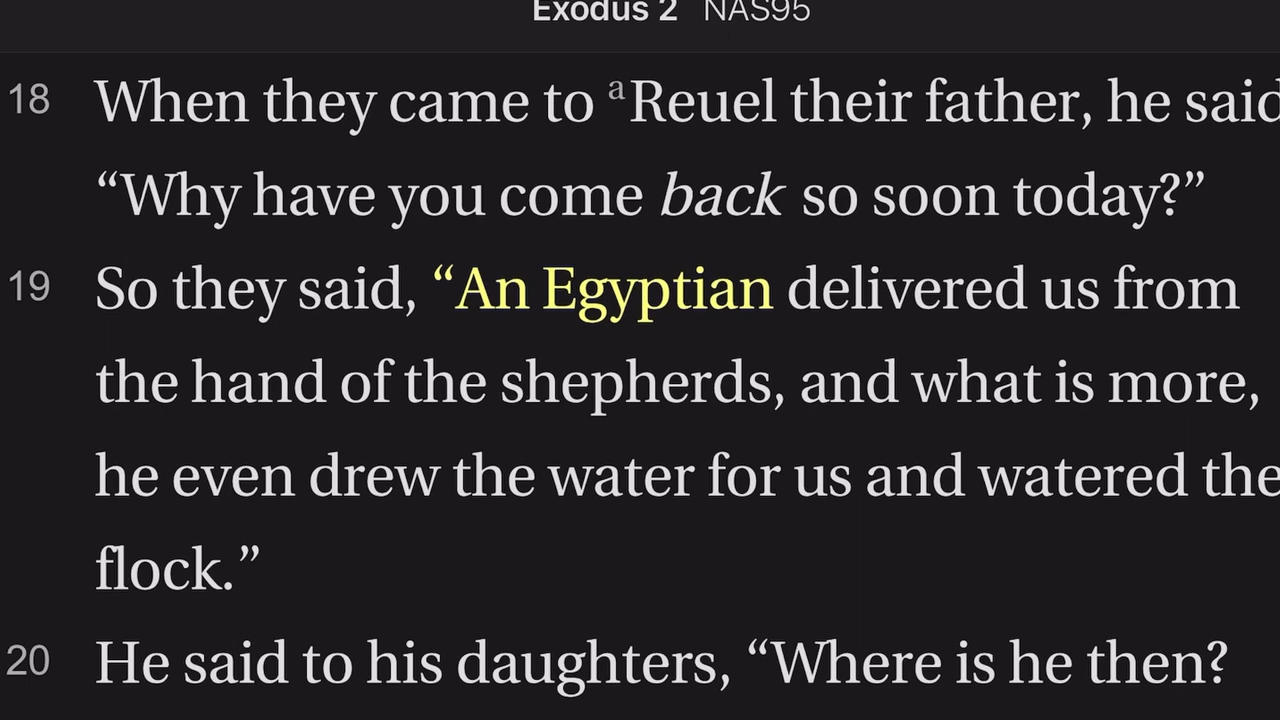 Exodus 2 NAS95
18 When they came to a Reuel their father, he said
“Why have you come back so soon today?”
19 So they said, “An Egyptian delivered us from
the hand of the shepherds, and what is more,
he even drew the water for us and watered the
flock.”
20 He said to his daughters, “Where is he then?